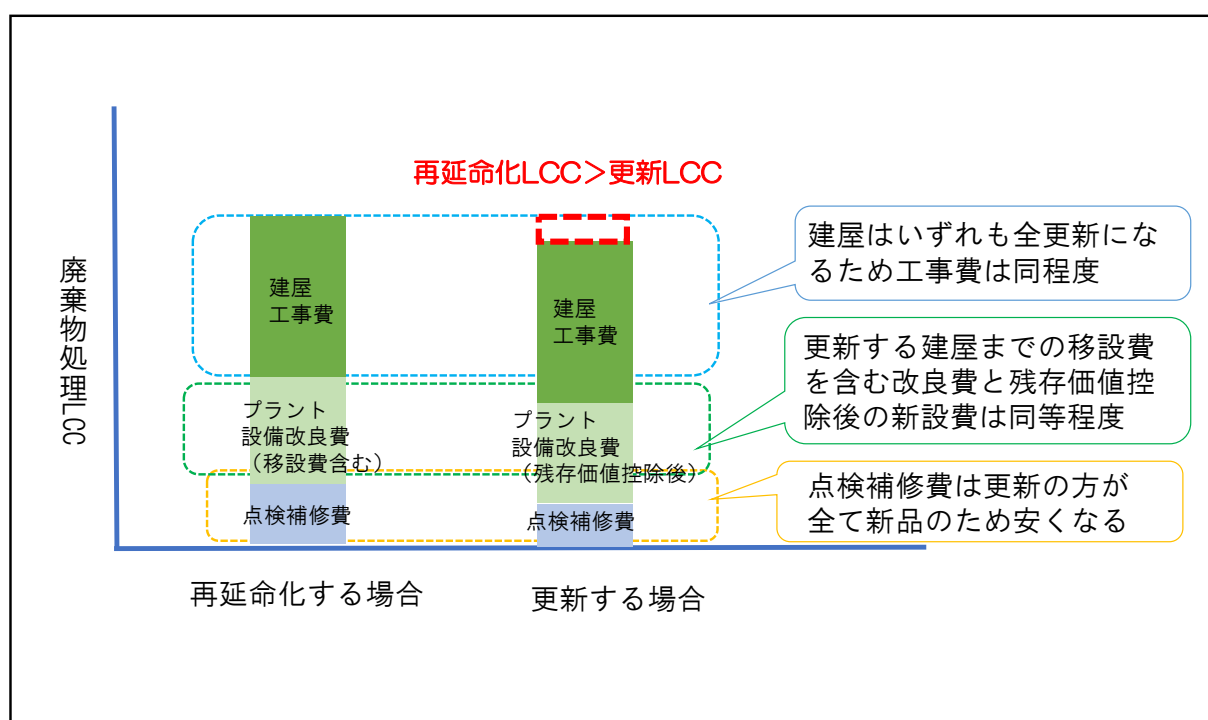 再延命化LCC＞更新LCC
廃棄物処理LCC
建屋
工事費
プラント
設備改良費
（移設費含む）
点検補修費
建屋
工事費
プラント
設備改良費
（残存価値控除後）
点検補修費
建屋はいずれも全更新にな
るため工事費は同程度
更新する建屋までの移設費
を含む改良費と残存価値控
除後の新設費は同等程度
点検補修費は更新の方が
全て新品のため安くなる
再延命化する場合
更新する場合